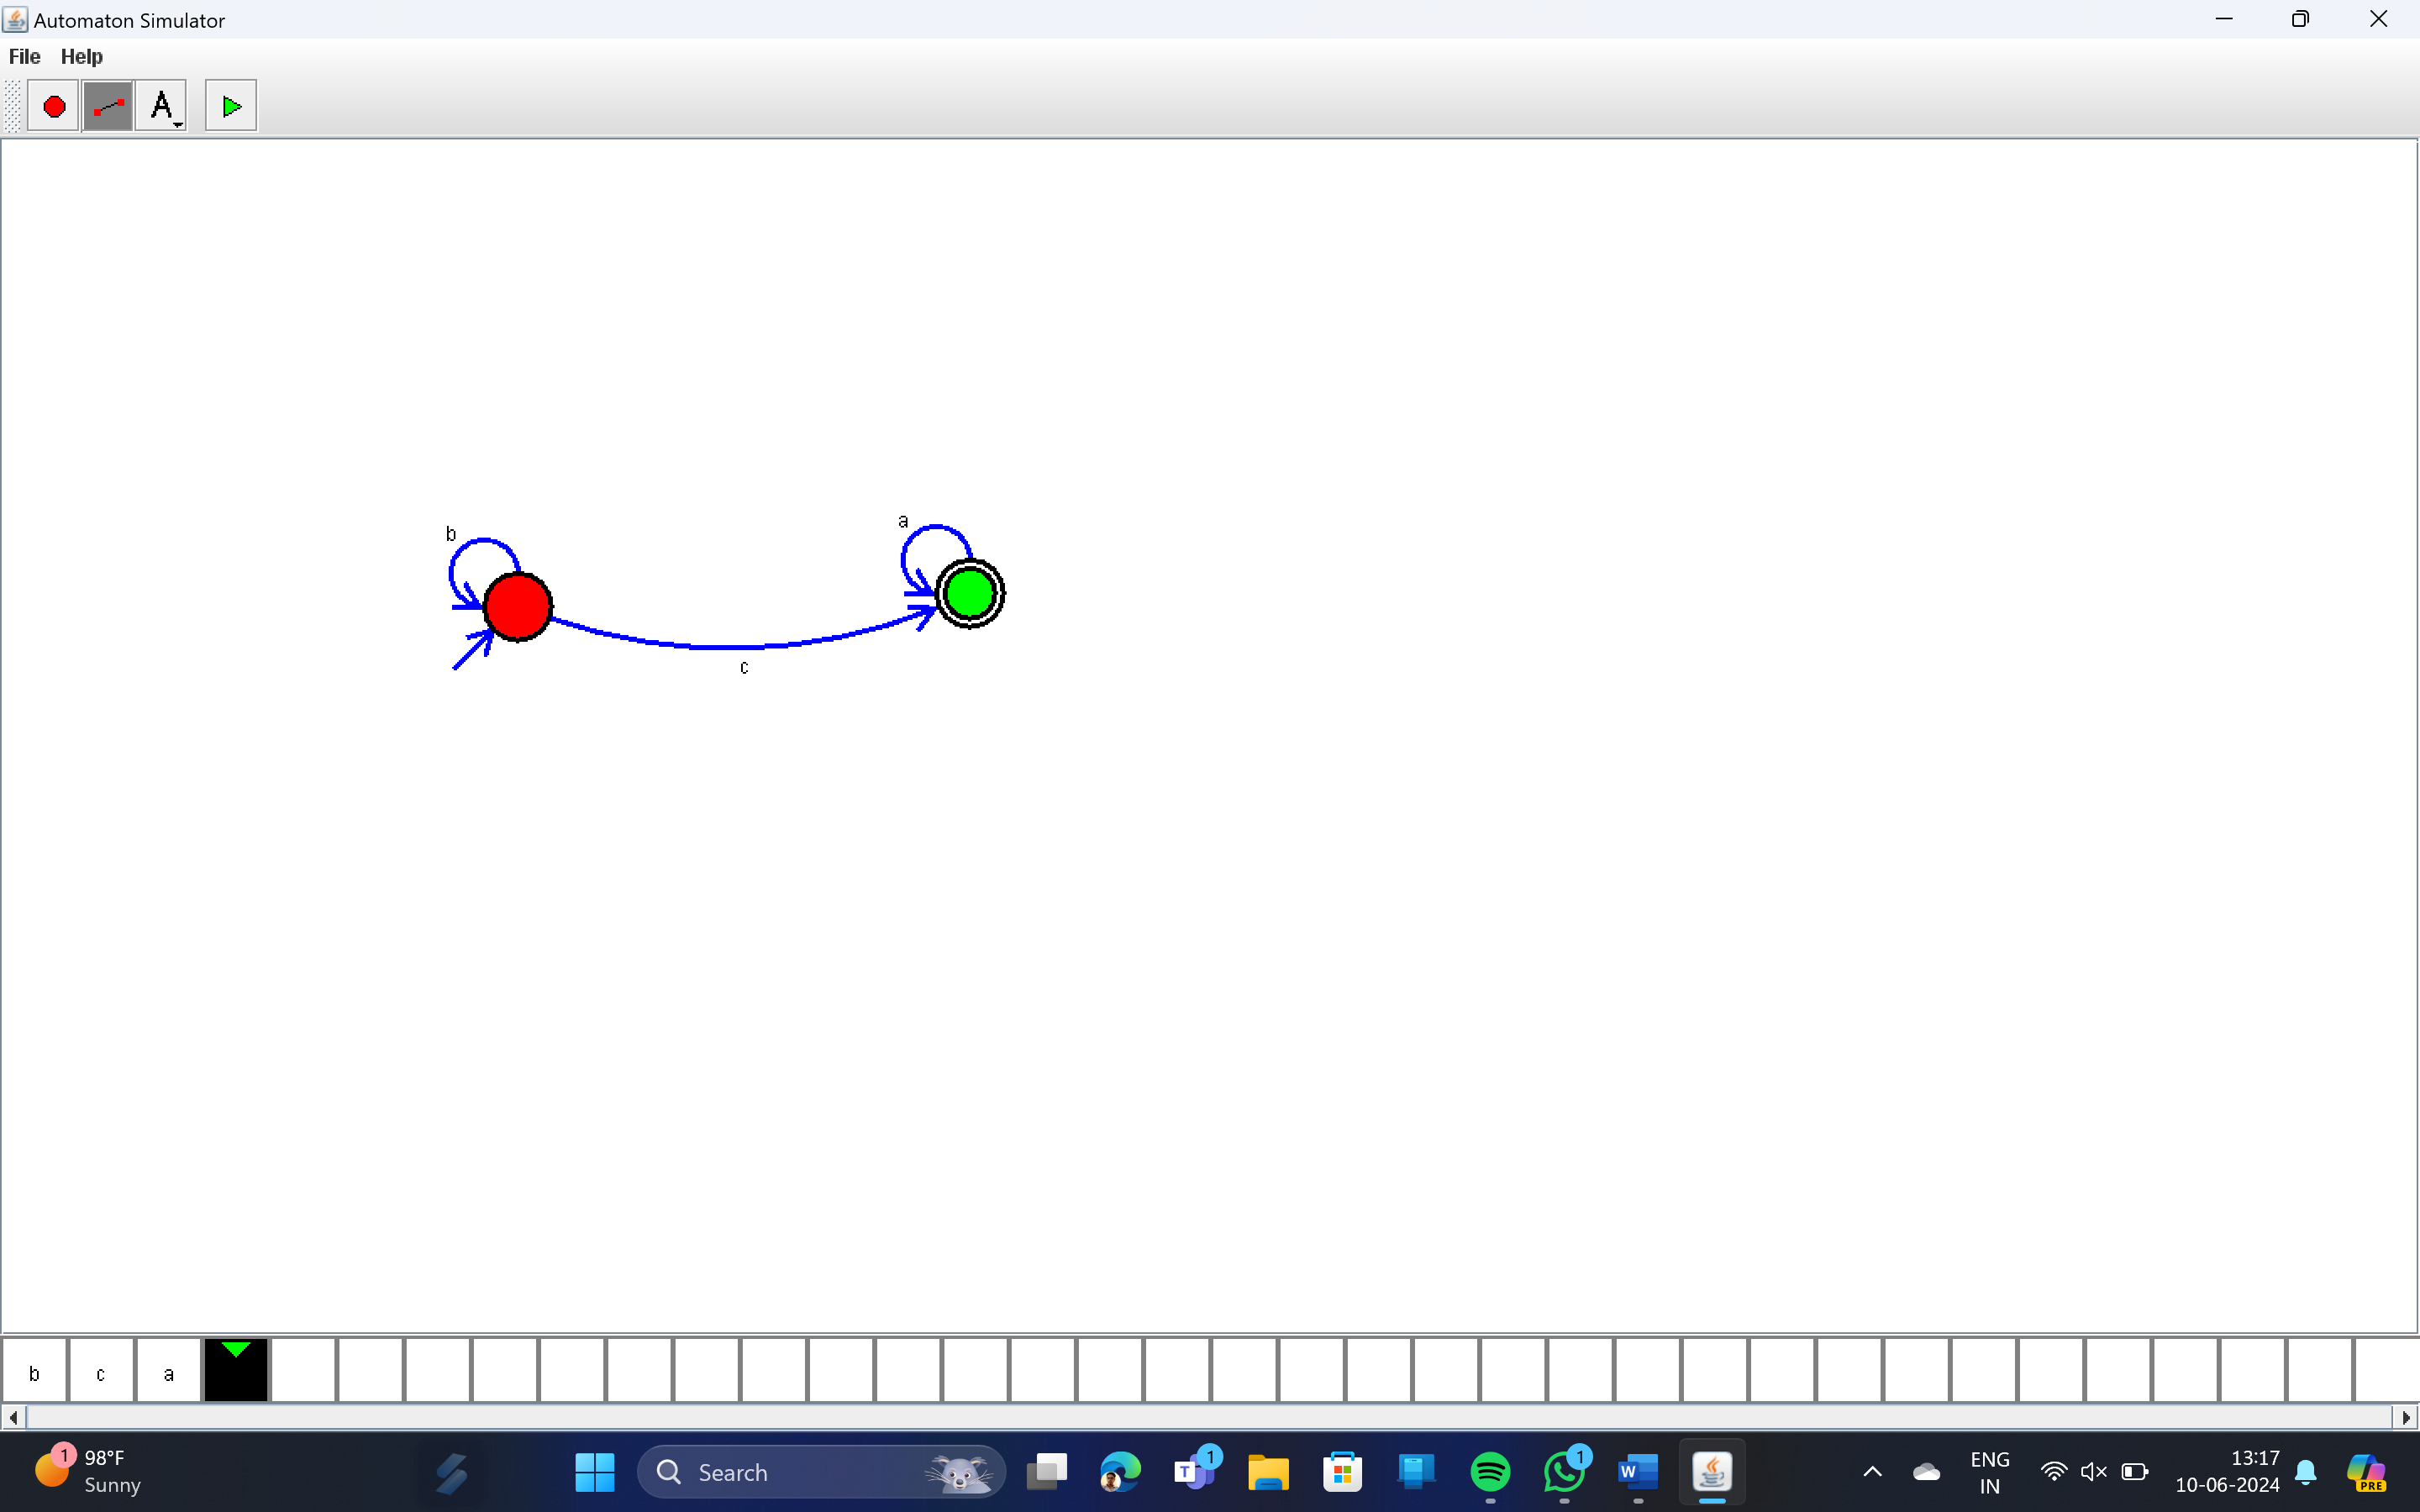 Automaton Simulator
File Help
A
a
b
c
b c a
1 98°F
Sunny
Search
T 1
1
W
ENG
IN
13:17
10-06-2024
PRE